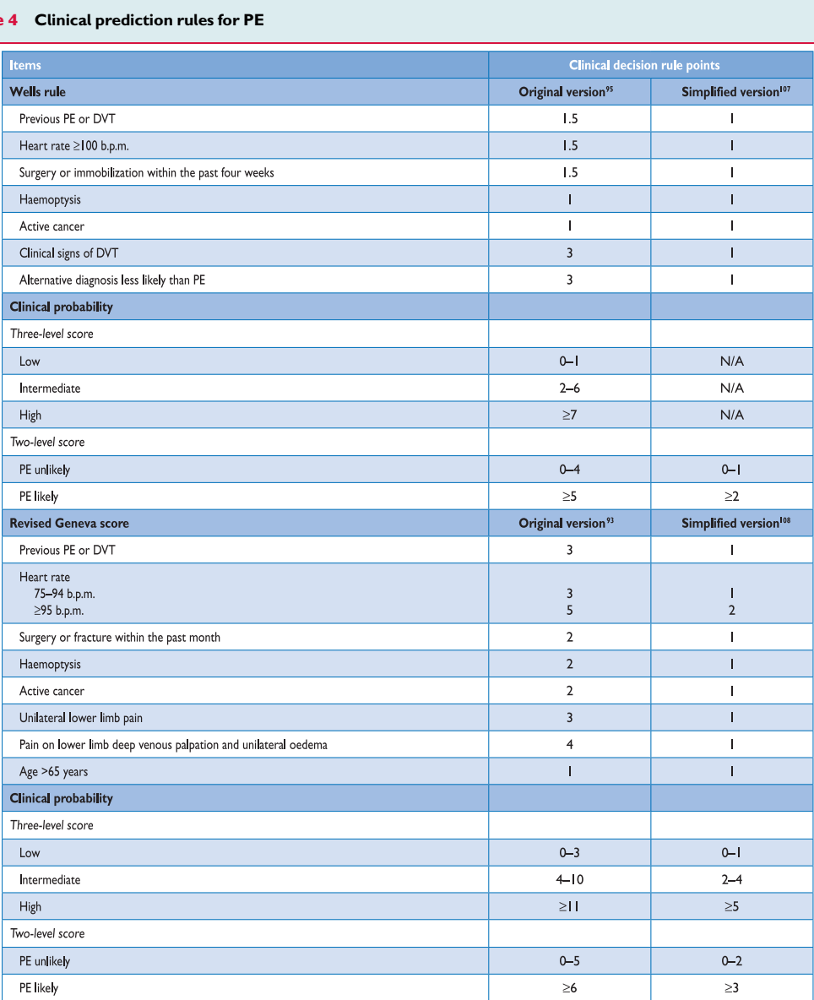 e 4 Clinical prediction rules for PE
Items Clinical decision rule points
Wells rule Original version95 Simplified version107
Previous PE or DVT 1.5 1
Heart rate ≥100 b.p.m. 1.5 1
Surgery or immobilization within the past four weeks 1.5 1
Haemoptysis 1 1
Active cancer 1 1
Clinical signs of DVT 3 1
Alternative diagnosis less likely than PE 3 1
Clinical probability
Three-level score
Low 0–1 N/A
Intermediate 2–6 N/A
High ≥7 N/A
Two-level score
PE unlikely 0–4 0–1
PE likely ≥5 ≥2
Revised Geneva score Original version93 Simplified version108
Previous PE or DVT 3 1
Heart rate
75–94 b.p.m. 3 1
≥95 b.p.m. 5 2
Surgery or fracture within the past month 2 1
Haemoptysis 2 1
Active cancer 2 1
Unilateral lower limb pain 3 1
Pain on lower limb deep venous palpation and unilateral oedema 4 1
Age >65 years 1 1
Clinical probability
Three-level score
Low 0–3 0–1
Intermediate 4–10 2–4
High ≥11 ≥5
Two-level score
PE unlikely 0–5 0–2
PE likely ≥6 ≥3